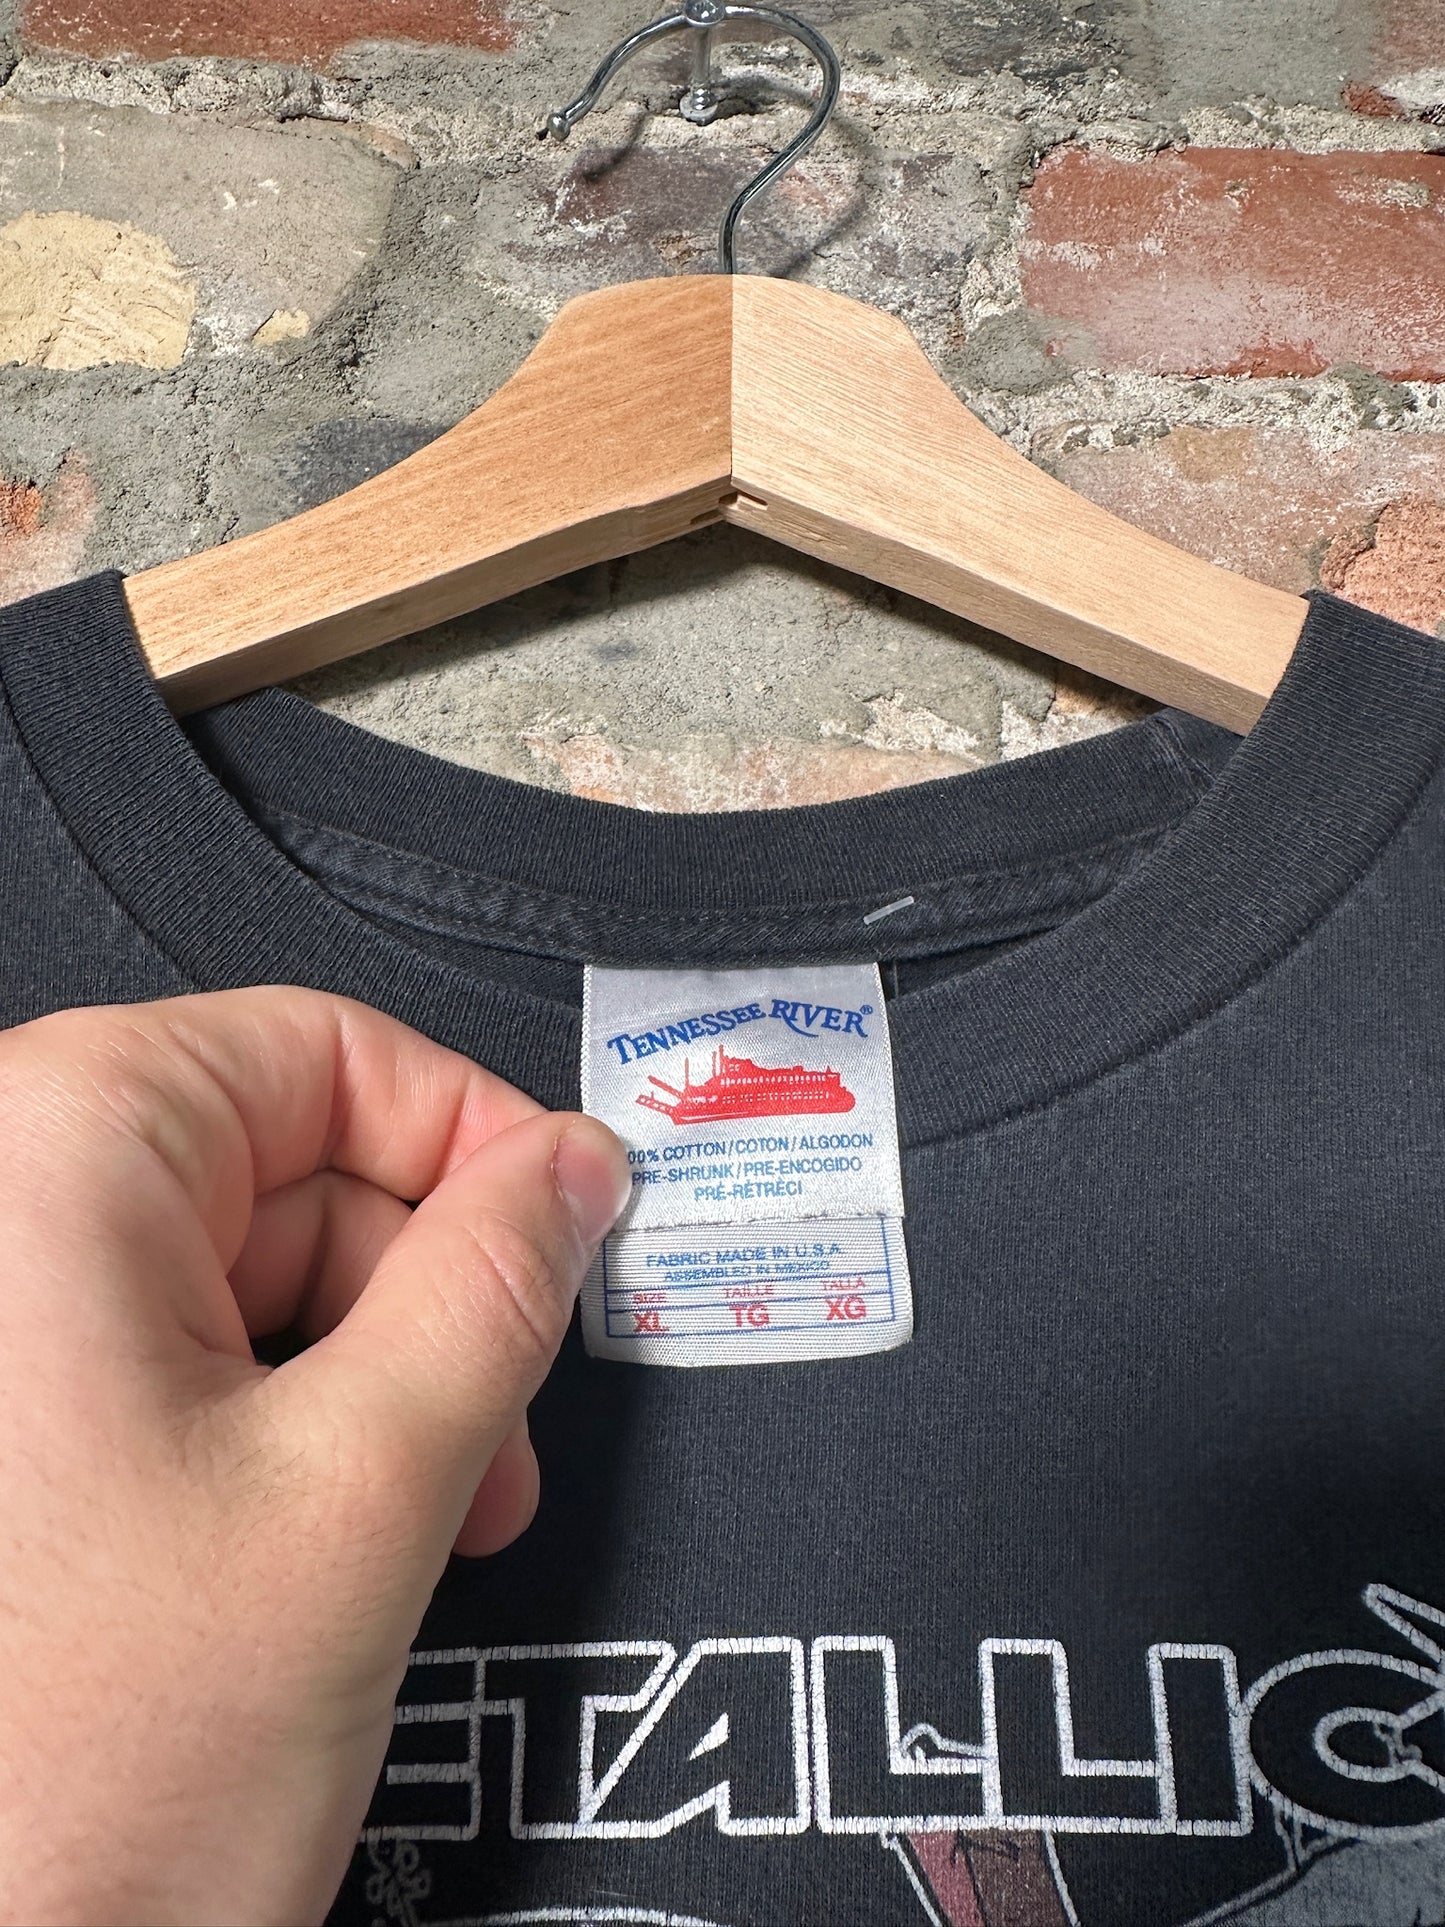 TENNESSEE RIVER®
00% COTTON/COTON/ALGODON
PRE-SHRUNK/PRE-ENCOGIDO
PRÉ-RÉTRÉCI
FABRIC MADE IN U.S.A.
ASSEMBLED IN MEXICO
SIZE TAILLE TALLA
XL TG XG
ETALLIC